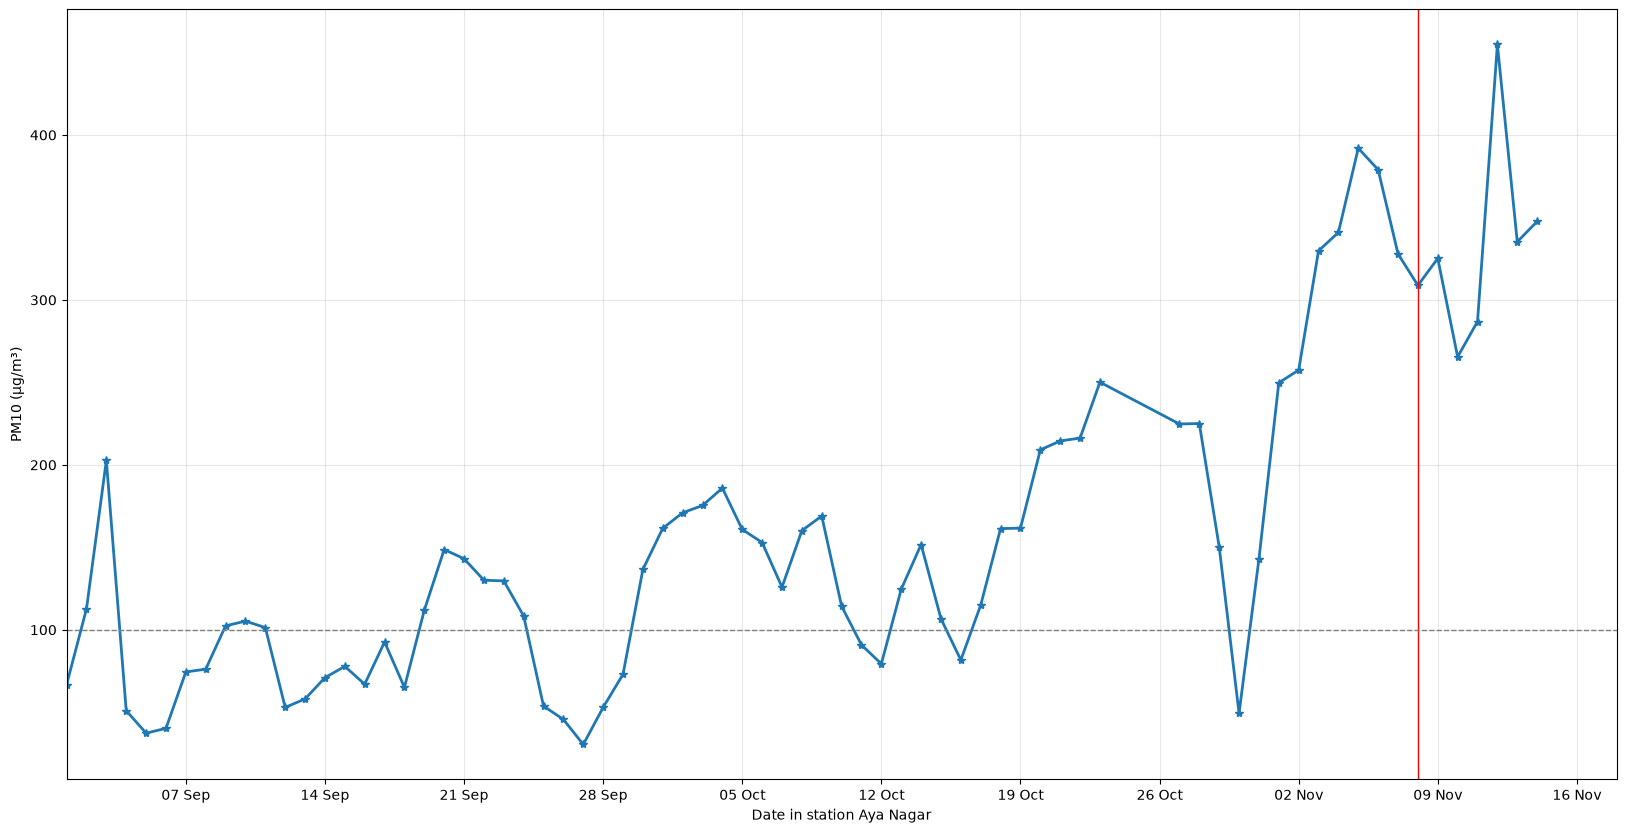 400
300
200
100
PM10 (µg/m³)
07 Sep 14 Sep 21 Sep 28 Sep 05 Oct 12 Oct 19 Oct 26 Oct 02 Nov 09 Nov 16 Nov
Date in station Aya Nagar